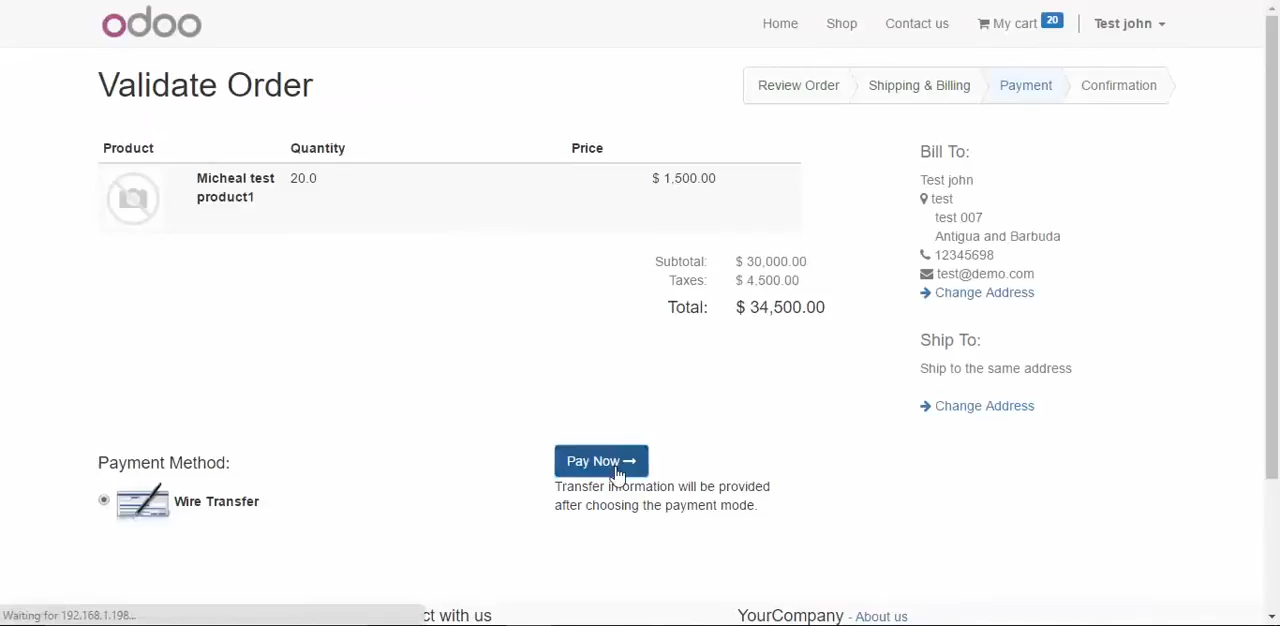 odoo
Home Shop Contact us My cart 20 Test john
Validate Order
Review Order Shipping & Billing Payment Confirmation
Product Quantity Price
Micheal test 20.0 $ 1,500.00
product1
Subtotal: $ 30,000.00
Taxes: $ 4,500.00
Total: $ 34,500.00
Bill To:
Test john
test
test 007
Antigua and Barbuda
12345698
test@demo.com
Change Address
Ship To:
Ship to the same address
Change Address
Payment Method:
Wire Transfer
Pay Now
Transfer information will be provided
after choosing the payment mode.
Waiting for 192.168.1.198...
ct with us
YourCompany - About us